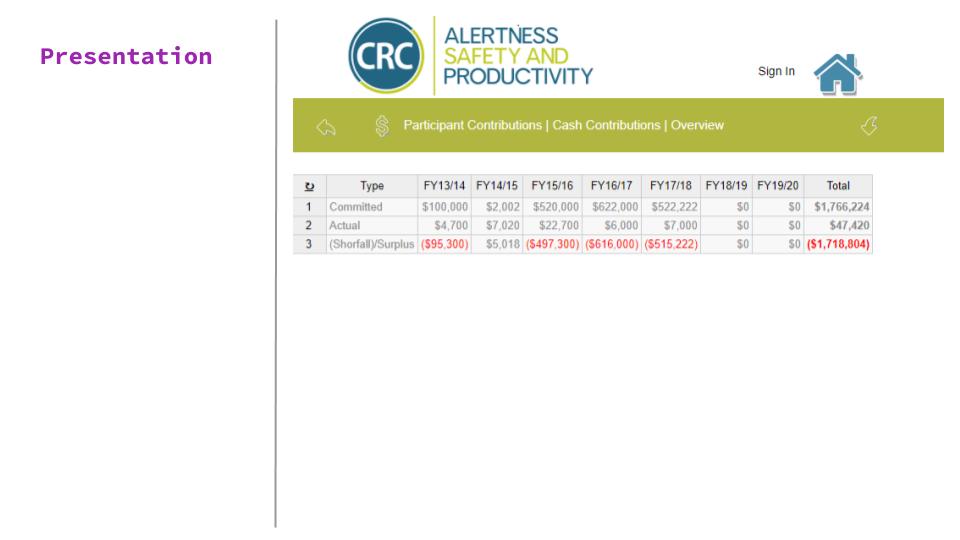 Presentation
CRC
ALERTNESS
SAFETY AND
PRODUCTIVITY
Sign In
Participant Contributions | Cash Contributions | Overview
↻ Type FY13/14 FY14/15 FY15/16 FY16/17 FY17/18 FY18/19 FY19/20 Total
1 Committed $100,000 $2,002 $520,000 $622,000 $522,222 $0 $0 $1,766,224
2 Actual $4,700 $7,020 $22,700 $6,000 $7,000 $0 $0 $47,420
3 (Shorfall)/Surplus ($95,300) $5,018 ($497,300) ($616,000) ($515,222) $0 $0 ($1,718,804)